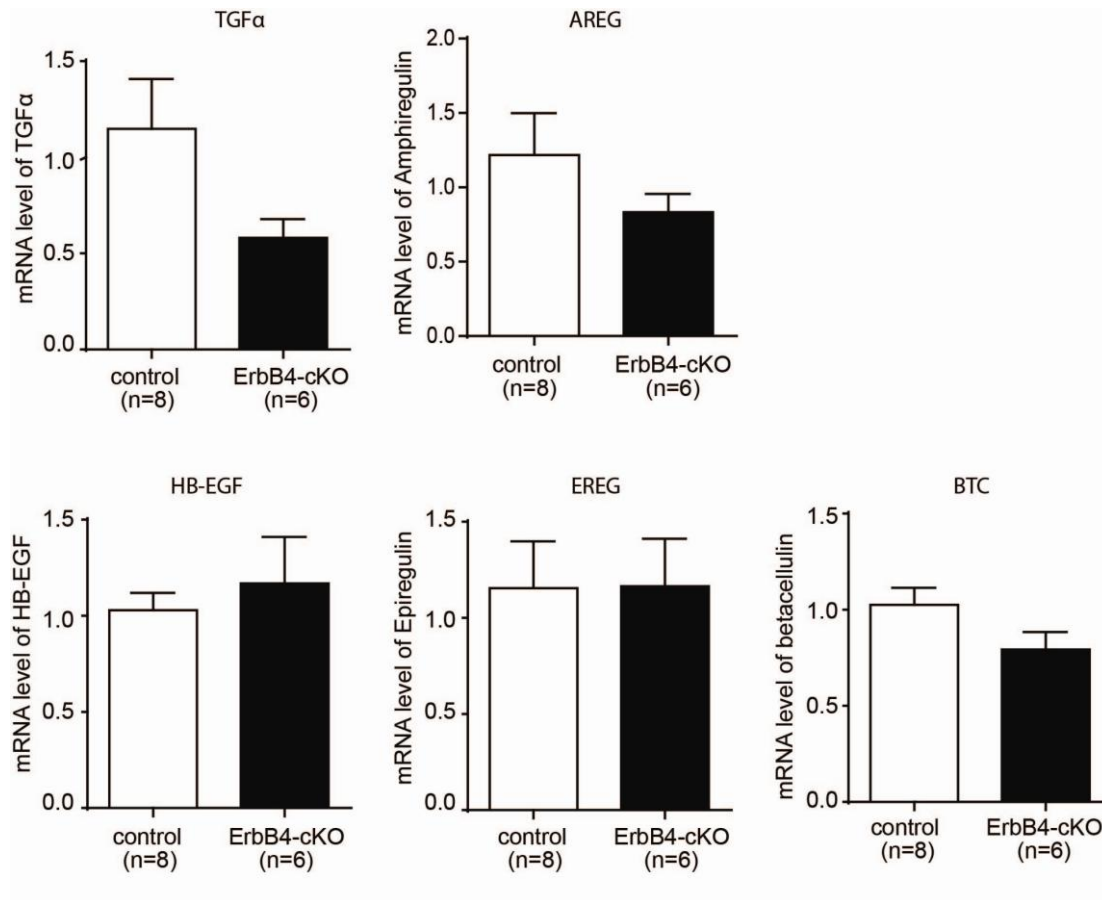 TGFα
mRNA level of TGFα
1.5
1.0
0.5
0.0
control
(n=8)
ErbB4-cKO
(n=6)
AREG
mRNA level of Amphiregulin
2.0
1.5
1.0
0.5
0.0
control
(n=8)
ErbB4-cKO
(n=6)
HB-EGF
mRNA level of HB-EGF
1.5
1.0
0.5
0.0
control
(n=8)
ErbB4-cKO
(n=6)
EREG
mRNA level of Epiregulin
1.5
1.0
0.5
0.0
control
(n=8)
ErbB4-cKO
(n=6)
BTC
mRNA level of betacellulin
1.5
1.0
0.5
0.0
control
(n=8)
ErbB4-cKO
(n=6)